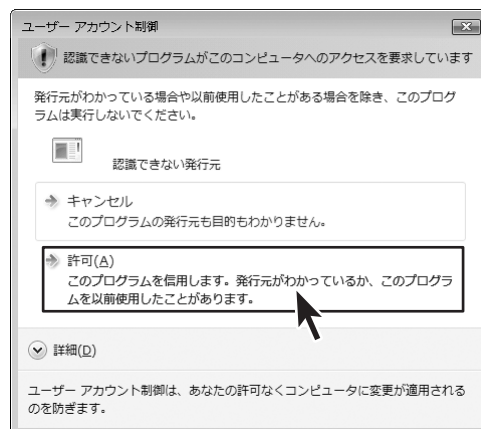 ユーザー アカウント制御
認識できないプログラムがこのコンピュータへのアクセスを要求しています
発行元がわかっている場合や以前使用したことがある場合を除き、このプログ
ラムは実行しないでください。
認識できない発行元
キャンセル
このプログラムの発行元も目的もわかりません。
許可(A)
このプログラムを信用します。発行元がわかっているか、このプログラ
ムを以前使用したことがあります。
詳細(D)
ユーザー アカウント制御は、あなたの許可なくコンピュータに変更が適用される
のを防ぎます。